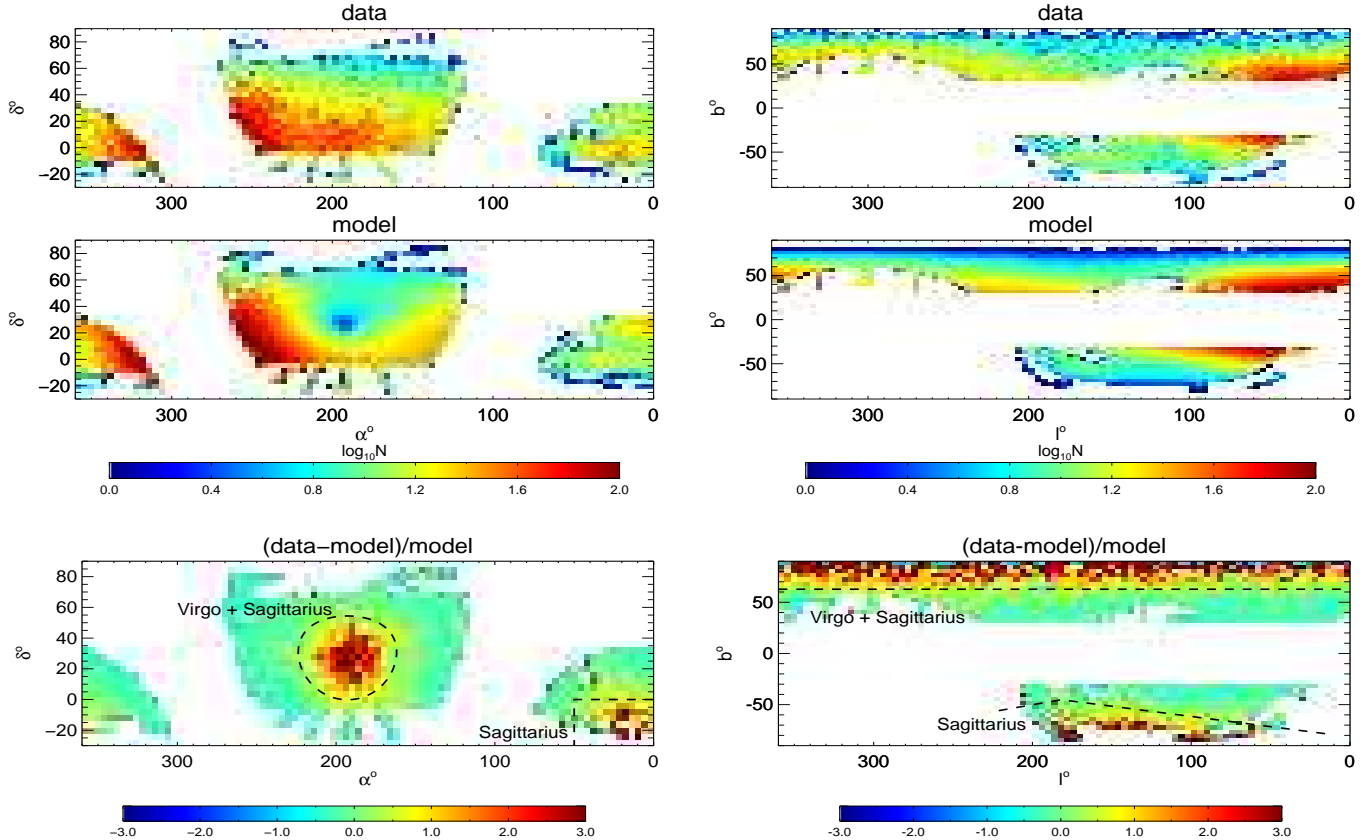 data
80
60
40
20
0
−20
δ°
300
200
100
0
data
50
0
-50
b°
300
200
100
0
model
80
60
40
20
0
−20
δ°
300
200
100
0
α°
model
50
0
-50
b°
300
200
100
0
l°
log₁₀N
0.0 0.4 0.8 1.2 1.6 2.0
log₁₀N
0.0 0.4 0.8 1.2 1.6 2.0
(data−model)/model
80
60
40
20
0
−20
δ°
Virgo + Sagittarius
Sagittarius
300
200
100
0
α°
(data-model)/model
50
0
-50
b°
Virgo + Sagittarius
Sagittarius
300
200
100
0
l°
−3.0 −2.0 −1.0 0.0 1.0 2.0 3.0
-3.0 -2.0 -1.0 0.0 1.0 2.0 3.0